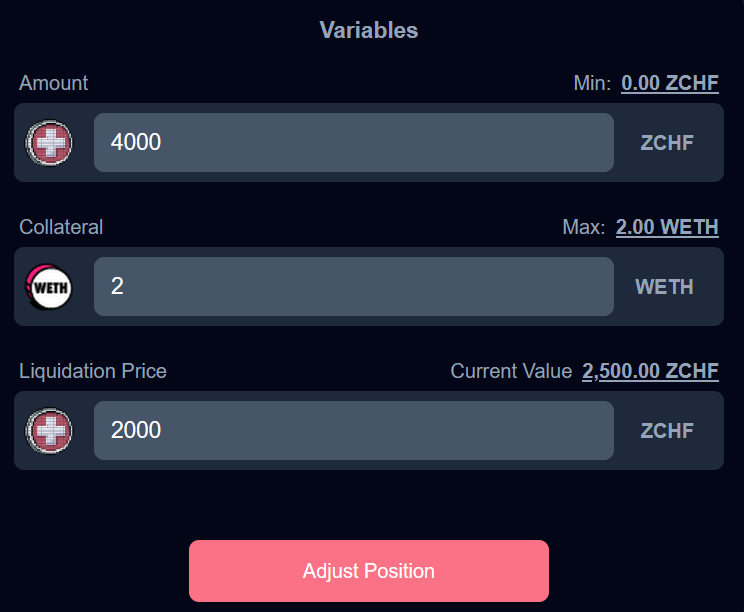 Variables
Amount Min: 0.00 ZCHF
4000 ZCHF
Collateral Max: 2.00 WETH
WETH 2 WETH
Liquidation Price Current Value 2,500.00 ZCHF
2000 ZCHF
Adjust Position